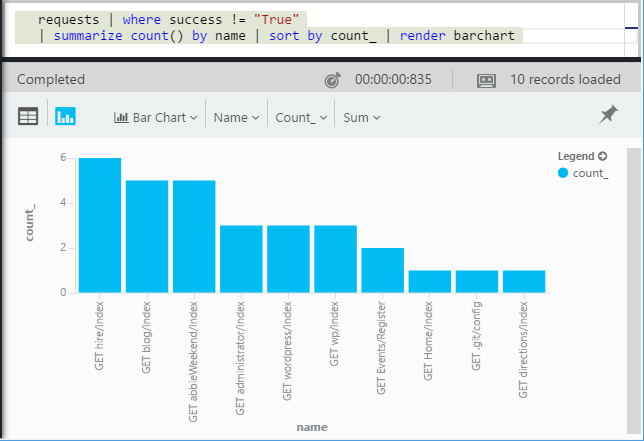 requests | where success != "True"
| summarize count() by name | sort by count_ | render barchart
Completed
00:00:00:835
10 records loaded
Bar Chart
Name
Count_
Sum
Legend
count_
6
4
2
0
count_
GET hire/Index
GET blog/Index
GET abbieWeekend/Index
GET administrator/Index
GET wordpress/Index
GET wp/Index
GET Events/Register
GET Home/Index
GET .git/config
GET directions/Index
name